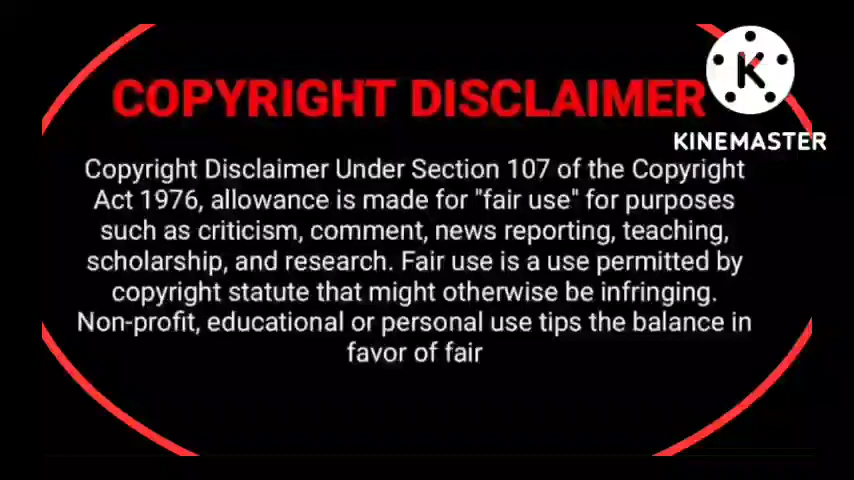 COPYRIGHT DISCLAIMER
K
KINEMASTER
Copyright Disclaimer Under Section 107 of the Copyright
Act 1976, allowance is made for "fair use" for purposes
such as criticism, comment, news reporting, teaching,
scholarship, and research. Fair use is a use permitted by
copyright statute that might otherwise be infringing.
Non-profit, educational or personal use tips the balance in
favor of fair